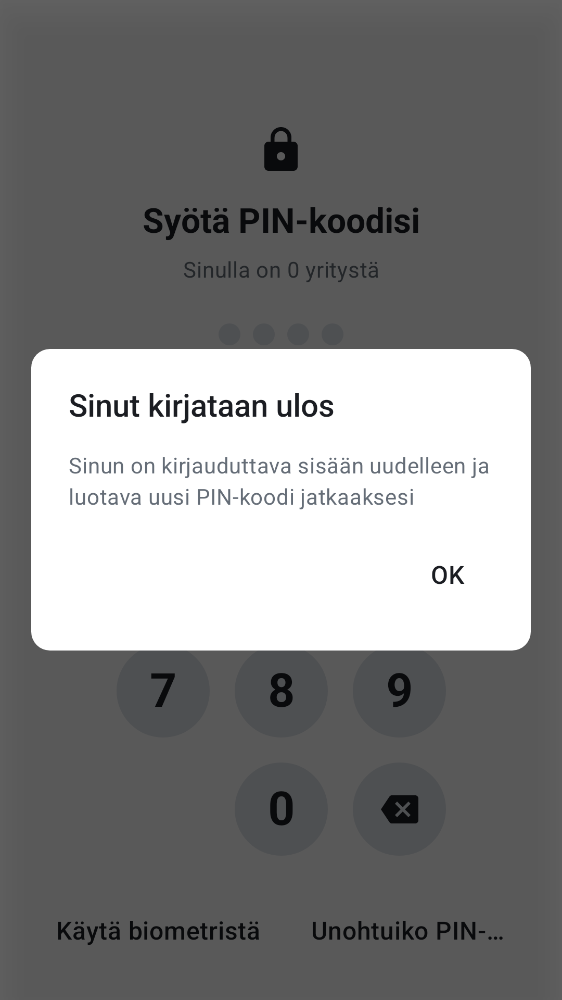 Syötä PIN-koodisi
Sinulla on 0 yritystä
Sinut kirjataan ulos
Sinun on kirjauduttava sisään uudelleen ja
luotava uusi PIN-koodi jatkaaksesi
OK
7 8 9
0
Käytä biometristä Unohtuiko PIN-...